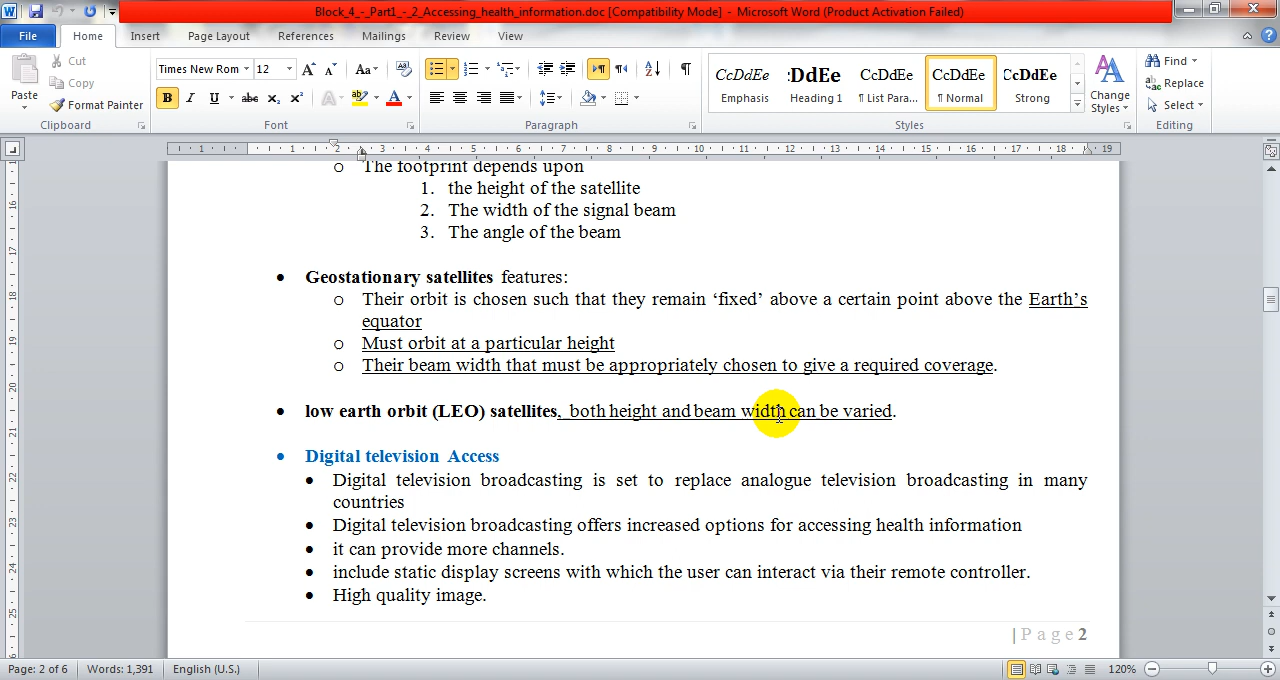 Block_4_-_Part1_-_2_Accessing_health_information.doc [Compatibility Mode] - Microsoft Word (Product Activation Failed)
File Home Insert Page Layout References Mailings Review View
Paste
Cut
Copy
Format Painter
Clipboard
Times New Rom 12
Font
Paragraph
CcDdEe :DdEe CcDdEe CcDdEe CcDdEe
Emphasis Heading 1 ¶ List Para... ¶ Normal Strong
Change Styles
Styles
Find
Replace
Select
Editing
o The footprint depends upon
1. the height of the satellite
2. The width of the signal beam
3. The angle of the beam
• Geostationary satellites features:
o Their orbit is chosen such that they remain ‘fixed’ above a certain point above the Earth’s
equator
o Must orbit at a particular height
o Their beam width that must be appropriately chosen to give a required coverage.
• low earth orbit (LEO) satellites, both height and beam width can be varied.
• Digital television Access
• Digital television broadcasting is set to replace analogue television broadcasting in many
countries
• Digital television broadcasting offers increased options for accessing health information
• it can provide more channels.
• include static display screens with which the user can interact via their remote controller.
• High quality image.
| P a g e 2
Page: 2 of 6 Words: 1,391 English (U.S.) 120%